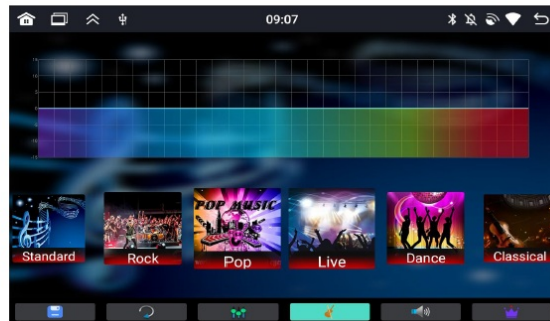 09:07
Standard
Rock
POP MUSIC
Pop
Live
Dance
Classical